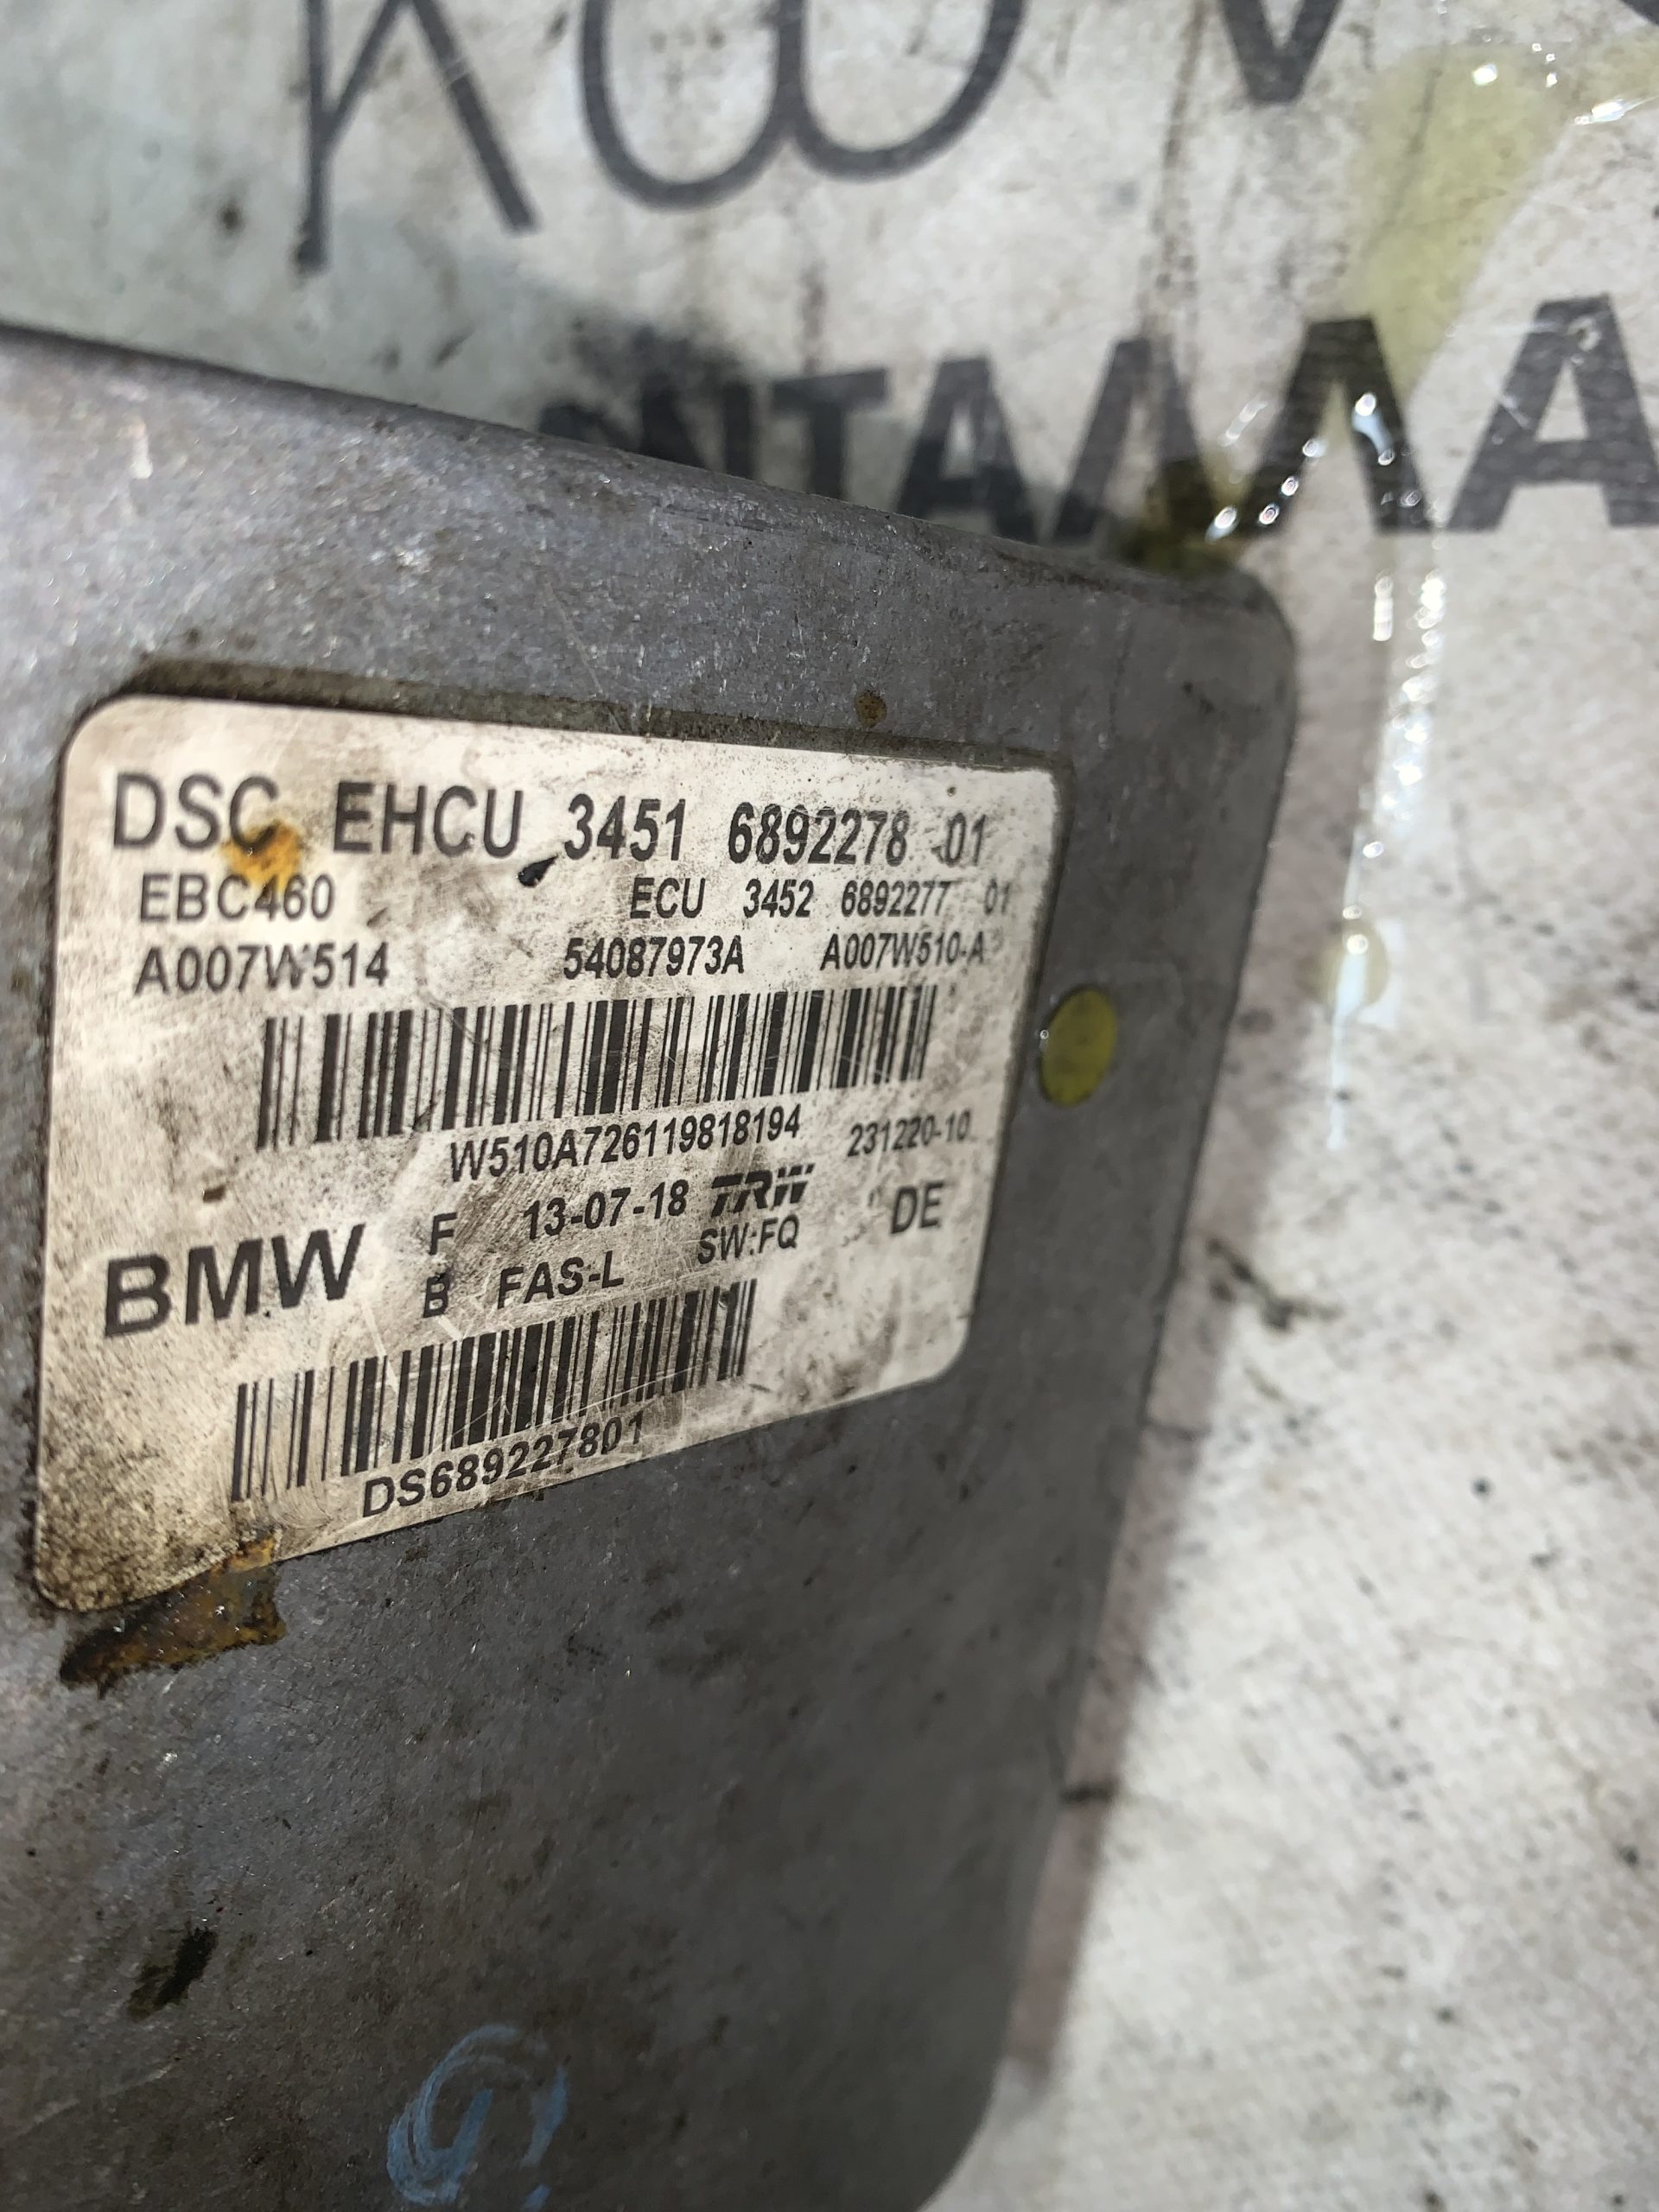 NTAMA
DSC EHCU 3451 6892278 01
EBC460 ECU 3452 6892277 01
A007W514 54087973A A007W510-A
W510A726119818194 231220-10
BMW F 13-07-18 TRW DE
B FAS-L SW:FQ
DS689227801